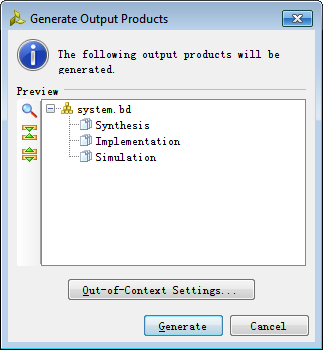 Generate Output Products
The following output products will be
generated.
Preview
system.bd
Synthesis
Implementation
Simulation
Out-of-Context Settings...
Generate
Cancel